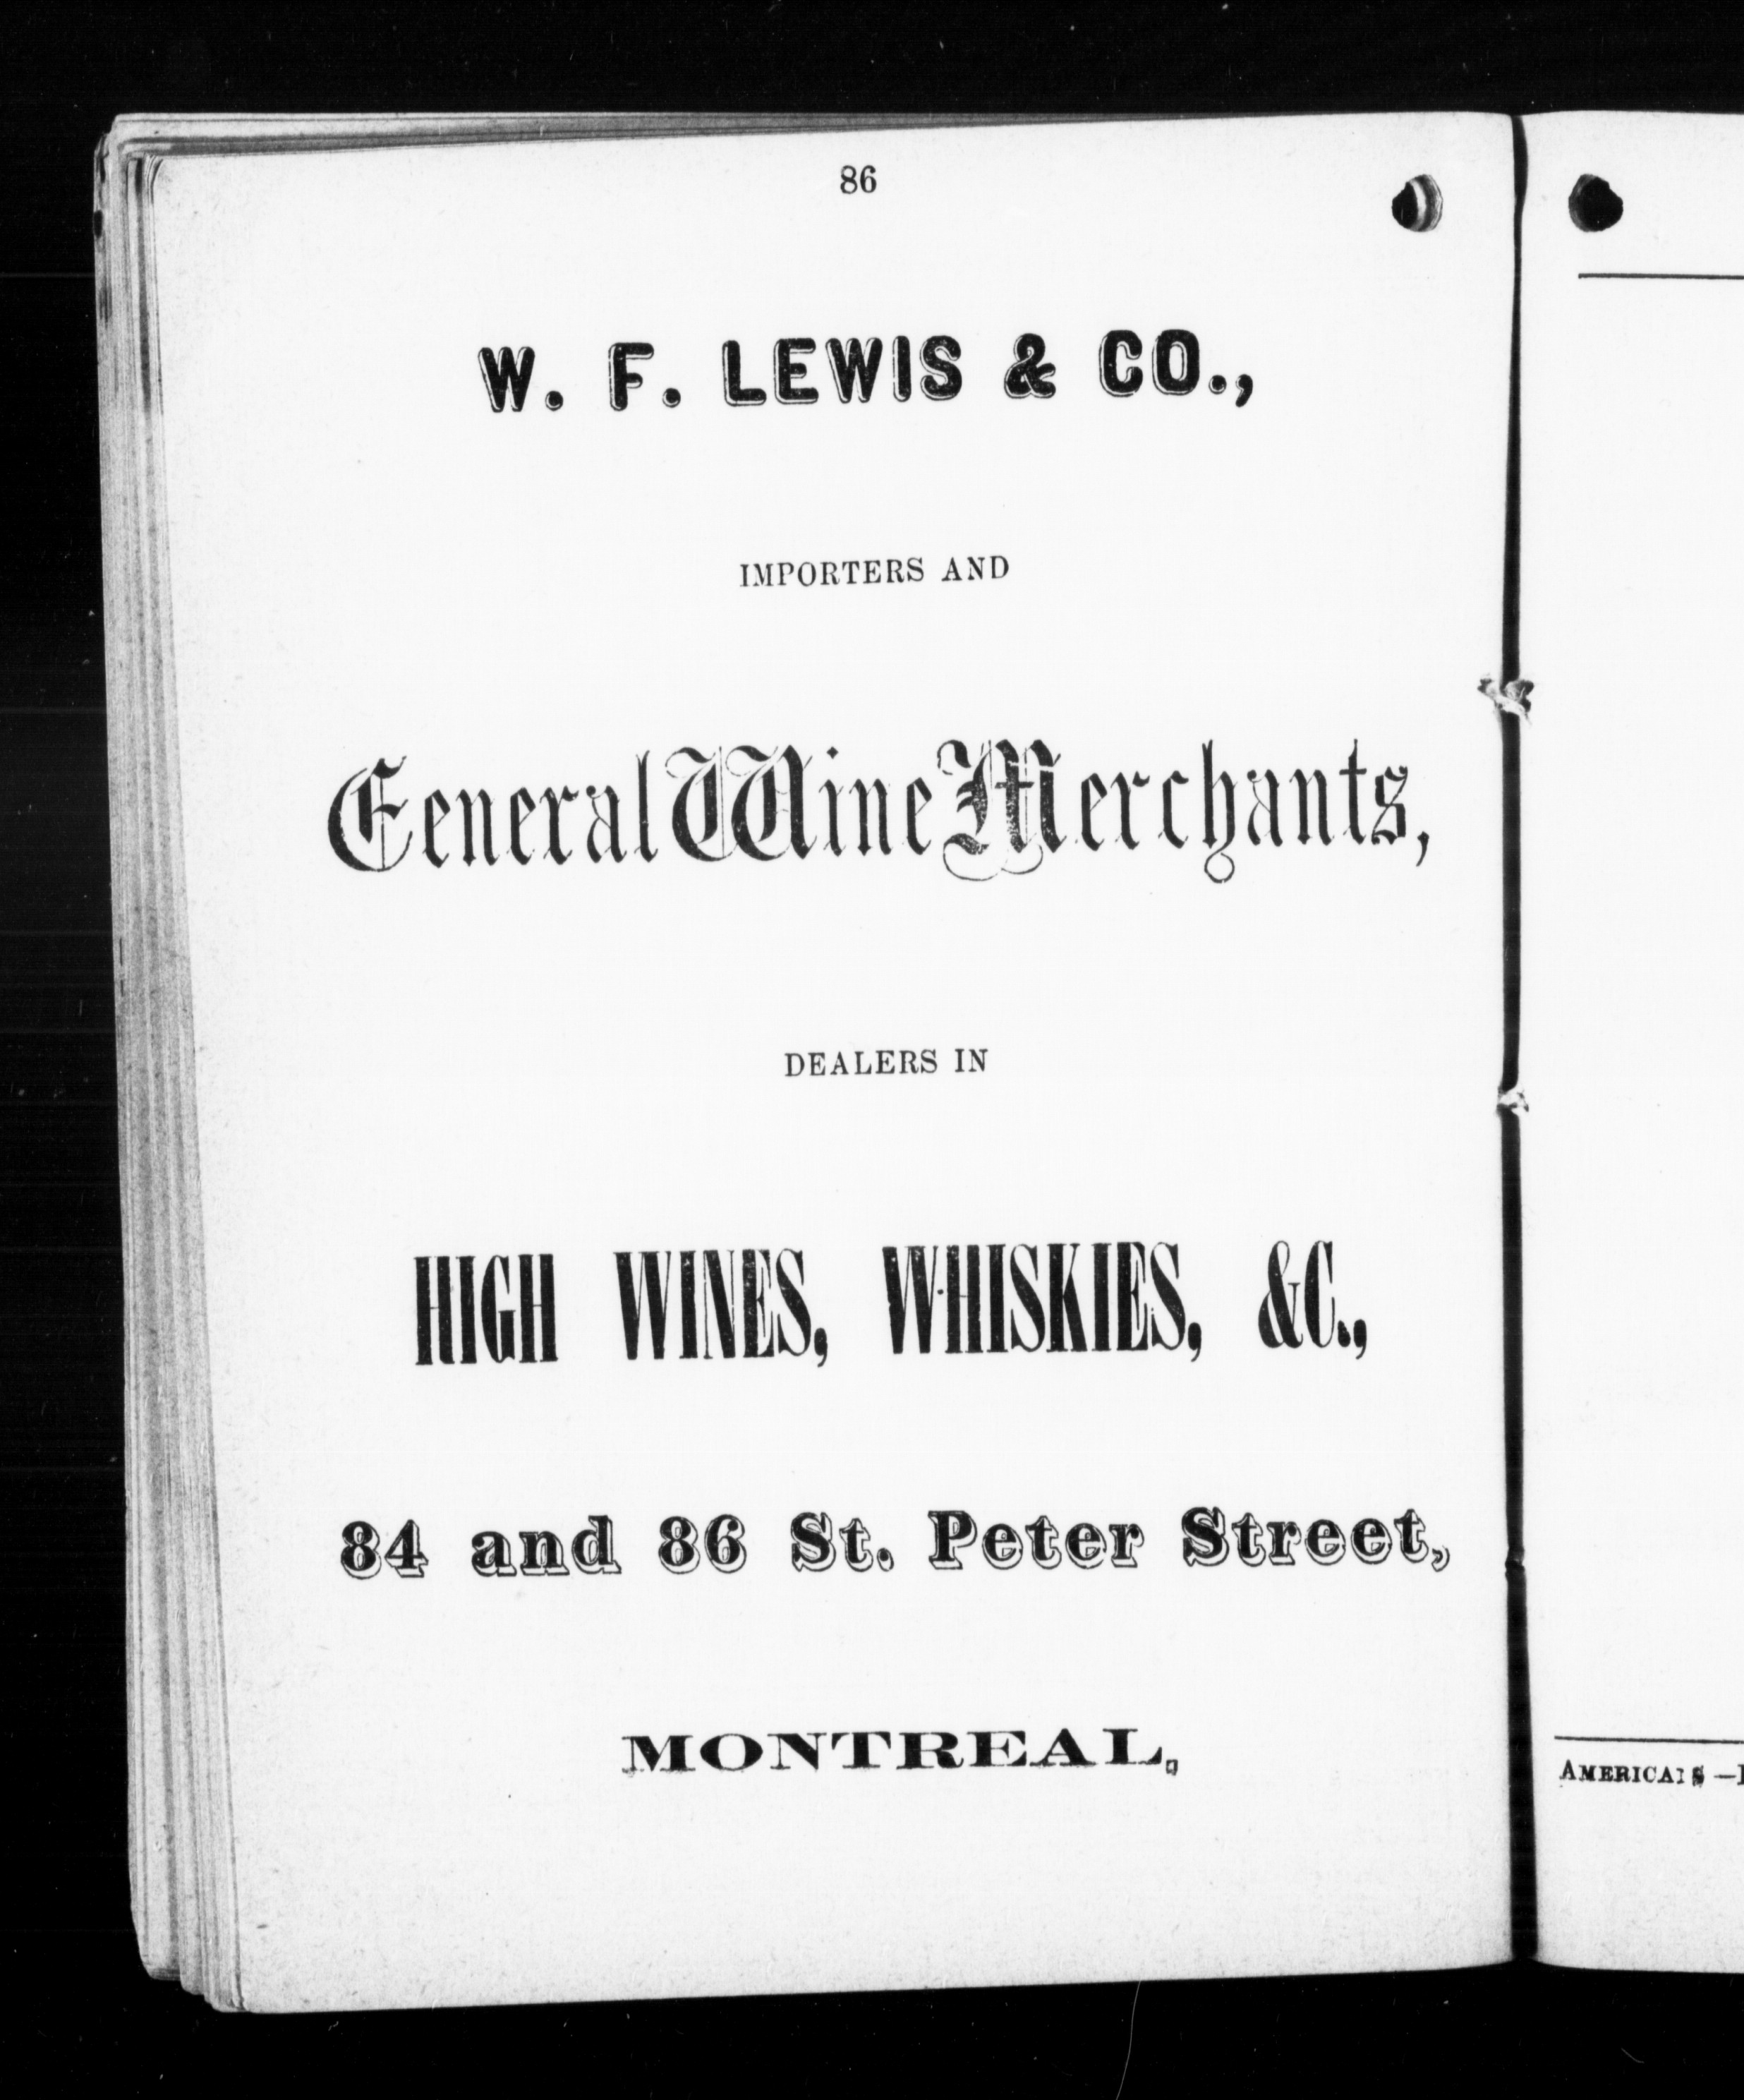 86
W. F. LEWIS & CO.,
IMPORTERS AND
General Wine Merchants,
DEALERS IN
HIGH WINES, WHISKIES, &C.,
84 and 86 St. Peter Street,
MONTREAL,